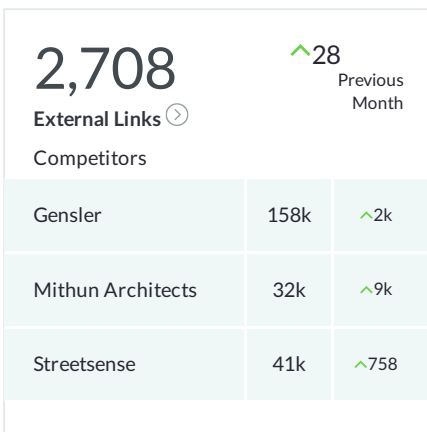 2,708
28
Previous
Month
External Links
Competitors
Gensler 158k 2k
Mithun Architects 32k 9k
Streetsense 41k 758